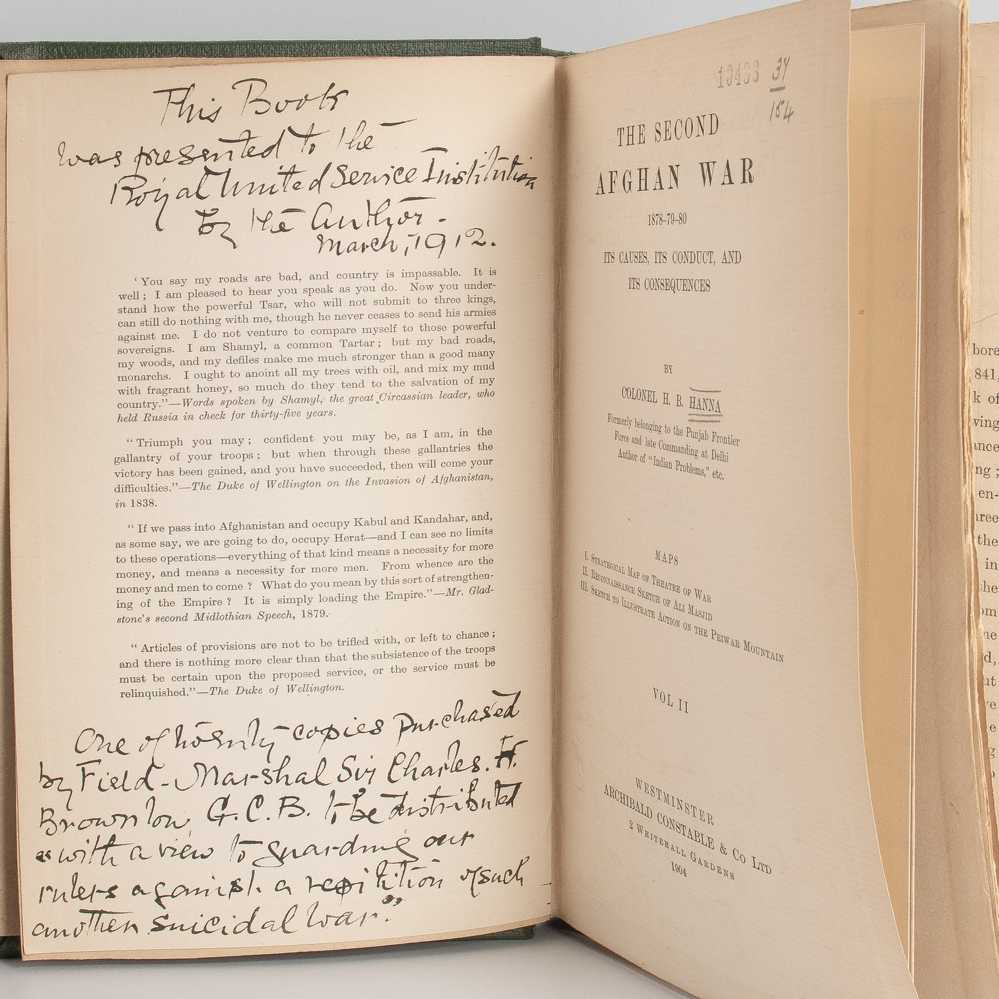 This Book
was presented to the
Royal United Service Institution
by the Author.
March, 1912.
'You say my roads are bad, and country is impassable. It is
well; I am pleased to hear you speak as you do. Now you under-
stand how the powerful Tsar, who will not submit to three kings,
can still do nothing with me, though he never ceases to send his armies
against me. I do not venture to compare myself to those powerful
sovereigns. I am Shamyl, a common Tartar; but my bad roads,
my woods, and my defiles make me much stronger than a good many
monarchs. I ought to anoint all my trees with oil, and mix my mud
with fragrant honey, so much do they tend to the salvation of my
country."—Words spoken by Shamyl, the great Circassian leader, who
held Russia in check for thirty-five years.
"Triumph you may; confident you may be, as I am, in the
gallantry of your troops; but when through these gallantries the
victory has been gained, and you have succeeded, then will come your
difficulties."—The Duke of Wellington on the Invasion of Afghanistan,
in 1838.
"If we pass into Afghanistan and occupy Kabul and Kandahar, and,
as some say, we are going to do, occupy Herat—and I can see no limits
to these operations—everything of that kind means a necessity for more
money, and means a necessity for more men. From whence are the
money and men to come? What do you mean by this sort of strengthen-
ing of the Empire? It is simply loading the Empire."—Mr. Glad-
stone's second Midlothian Speech, 1879.
"Articles of provisions are not to be trifled with, or left to chance;
and there is nothing more clear than that the subsistence of the troops
must be certain upon the proposed service, or the service must be
relinquished."—The Duke of Wellington.
One of copies purchased
by Field-Marshal Sir Charles. H.
Brownlow G.C.B. to be distributed
"with a view to guarding our
rulers against a repitition of such
another suicidal war."
19483 34
154
THE SECOND
AFGHAN WAR
1878-79-80
ITS CAUSES, ITS CONDUCT, AND
ITS CONSEQUENCES
BY
COLONEL H. B. HANNA
Formerly belonging to the Punjab Frontier
Force and late Commanding at Delhi
Author of "Indian Problems," etc.
MAPS
I. STRATEGICAL MAP OF THEATRE OF WAR
II. RECONNAISSANCE SKETCH OF ALI MASJID
III. SKETCH TO ILLUSTRATE ACTION ON THE PEIWAR MOUNTAIN
VOL II
WESTMINSTER
ARCHIBALD CONSTABLE & CO LTD
2 WHITEHALL GARDENS
1904
bore
841,
k of
ving
ance
ng;
en-
hree
the
in
her
om
me
d,
ut
ve
e
g